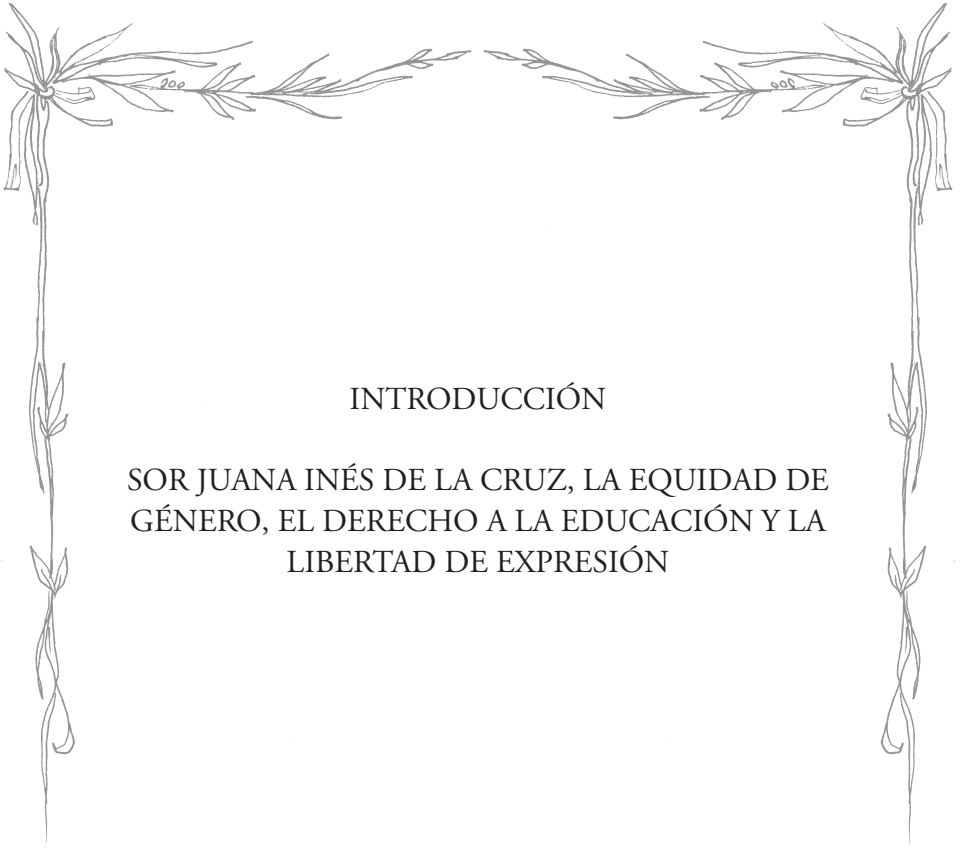 INTRODUCCIÓN
SOR JUANA INÉS DE LA CRUZ, LA EQUIDAD DE
GÉNERO, EL DERECHO A LA EDUCACIÓN Y LA
LIBERTAD DE EXPRESIÓN